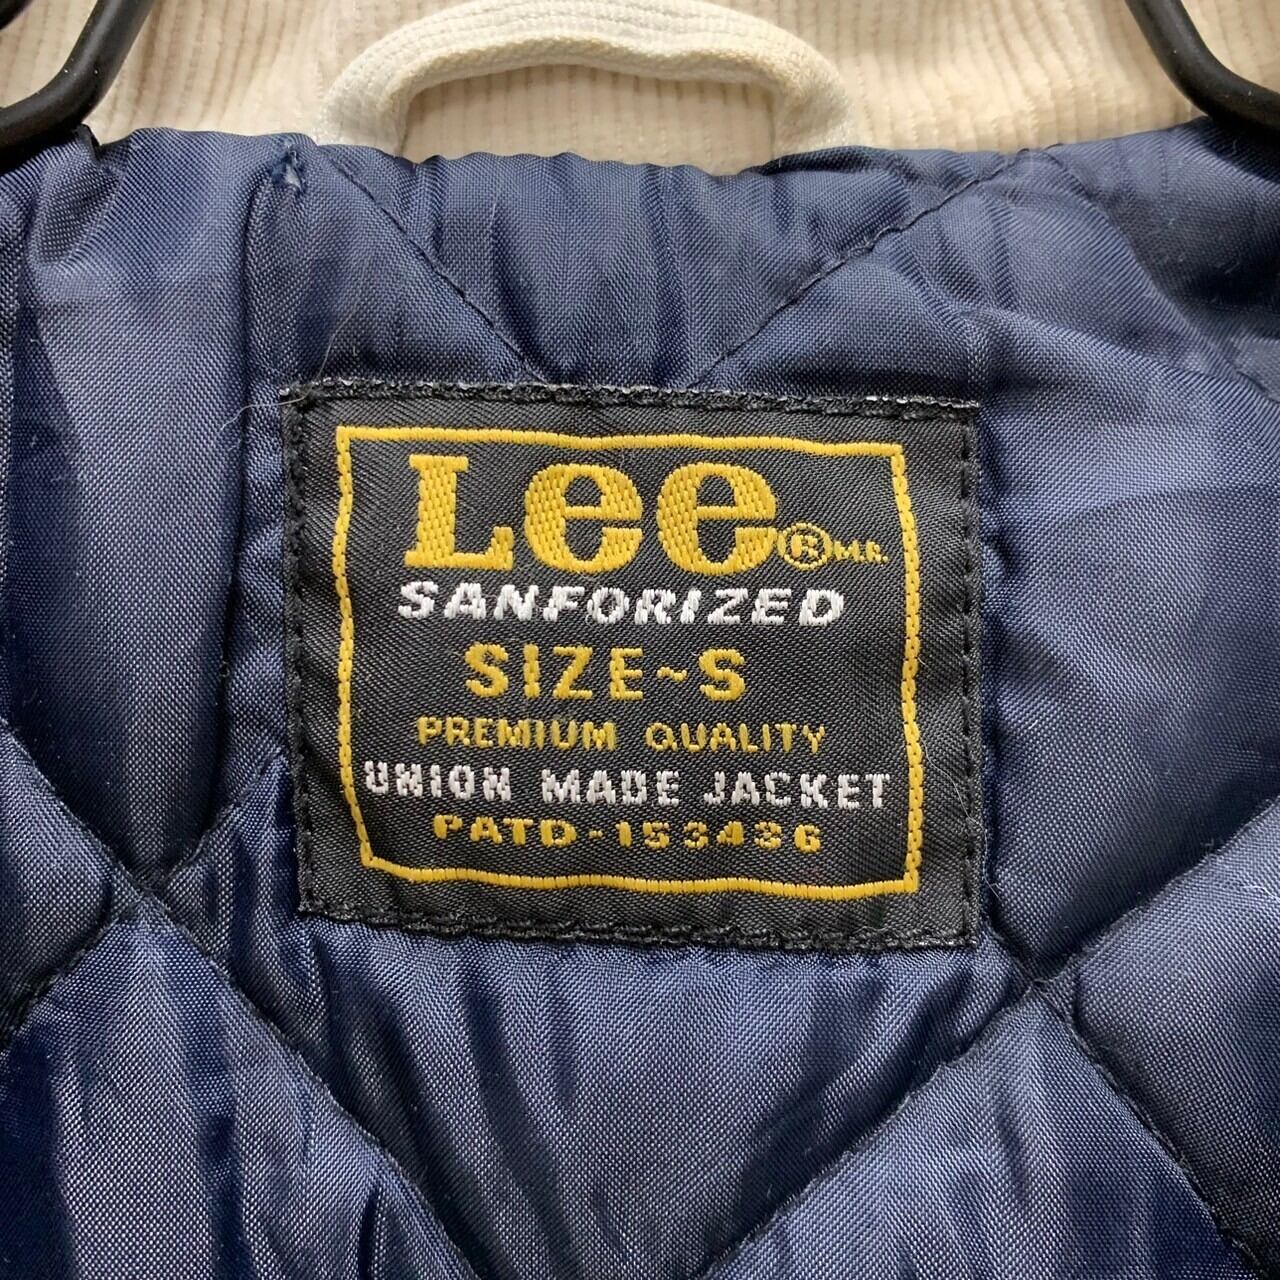 Lee ® M.R.
SANFORIZED
SIZE~S
PREMIUM QUALITY
UNION MADE JACKET
PATD-153436